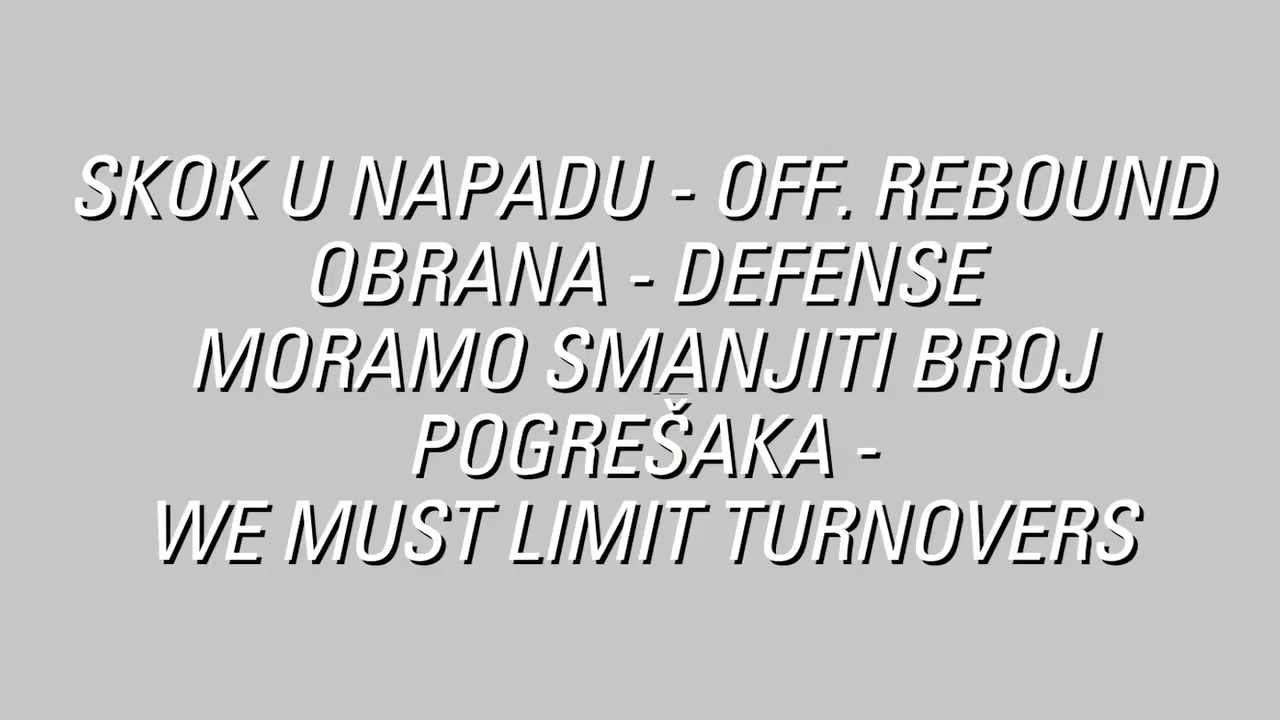 SKOK U NAPADU - OFF. REBOUND
OBRANA - DEFENSE
MORAMO SMANJITI BROJ
POGREŠAKA -
WE MUST LIMIT TURNOVERS